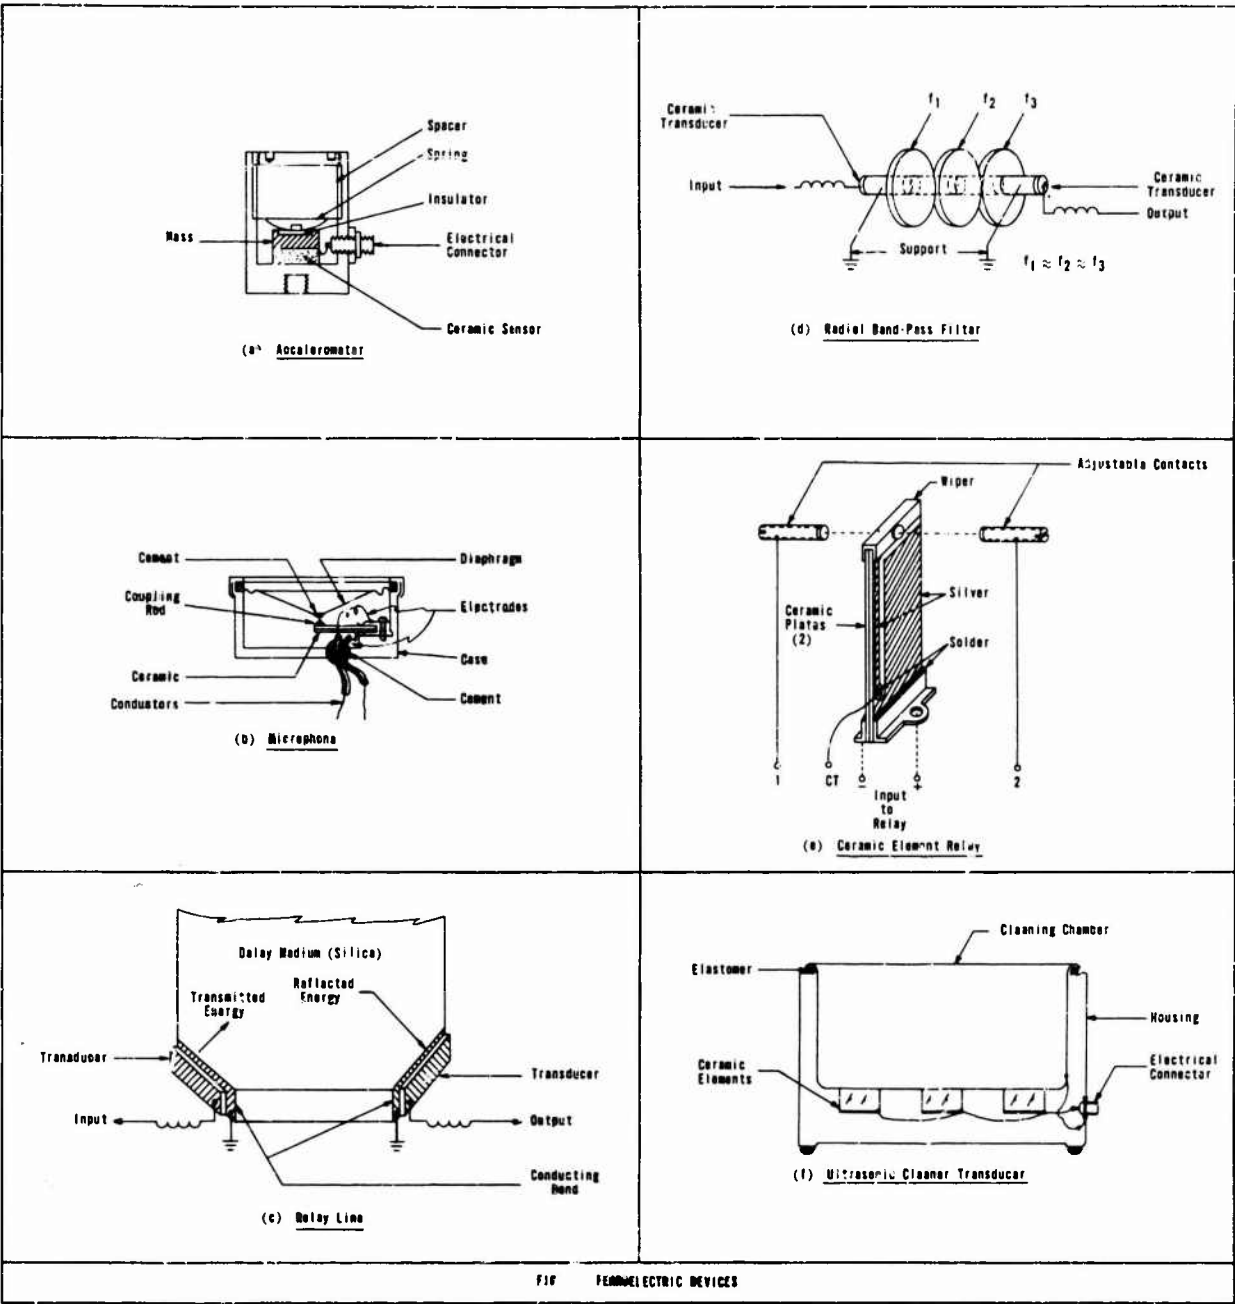 Spacer
Spring
Insulator
Mass
Electrical
Connector
Ceramic Sensor
(a) Accelerometer
Ceramic
Transducer
f1
f2
f3
Input
Ceramic
Transducer
Output
Support
f1 ≈ f2 ≈ f3
(d) Radial Band-Pass Filter
Cement
Diaphragm
Coupling
Rod
Electrodes
Case
Ceramic
Conductors
Cement
(b) Microphone
Adjustable Contacts
Wiper
Silver
Ceramic
Plates
(2)
Solder
1
CT
-
+
2
Input
to
Relay
(e) Ceramic Element Relay
Delay Medium (Silica)
Reflected
Energy
Transmitted
Energy
Transducer
Transducer
Input
Output
Conducting
Bond
(c) Delay Line
Cleaning Chamber
Elastomer
Housing
Ceramic
Elements
Electrical
Connector
(f) Ultrasonic Cleaner Transducer
FIG FERROELECTRIC DEVICES